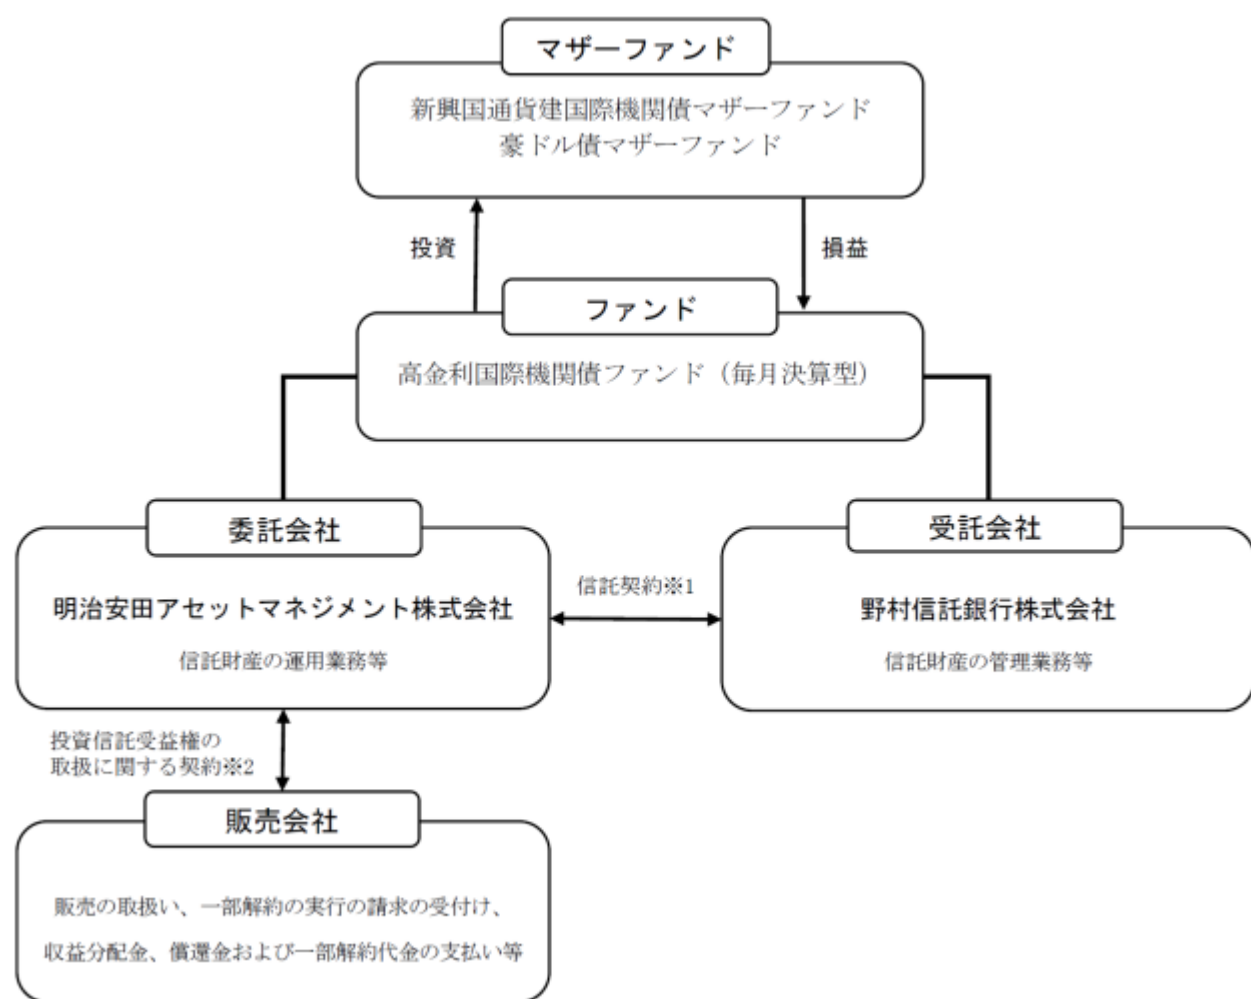 マザーファンド
新興国通貨建国際機関債マザーファンド
豪ドル債マザーファンド
投資
損益
ファンド
高金利国際機関債ファンド（毎月決算型）
委託会社
明治安田アセットマネジメント株式会社
信託財産の運用業務等
信託契約※1
受託会社
野村信託銀行株式会社
信託財産の管理業務等
投資信託受益権の
取扱に関する契約※2
販売会社
販売の取扱い、一部解約の実行の請求の受付け、
収益分配金、償還金および一部解約代金の支払い等